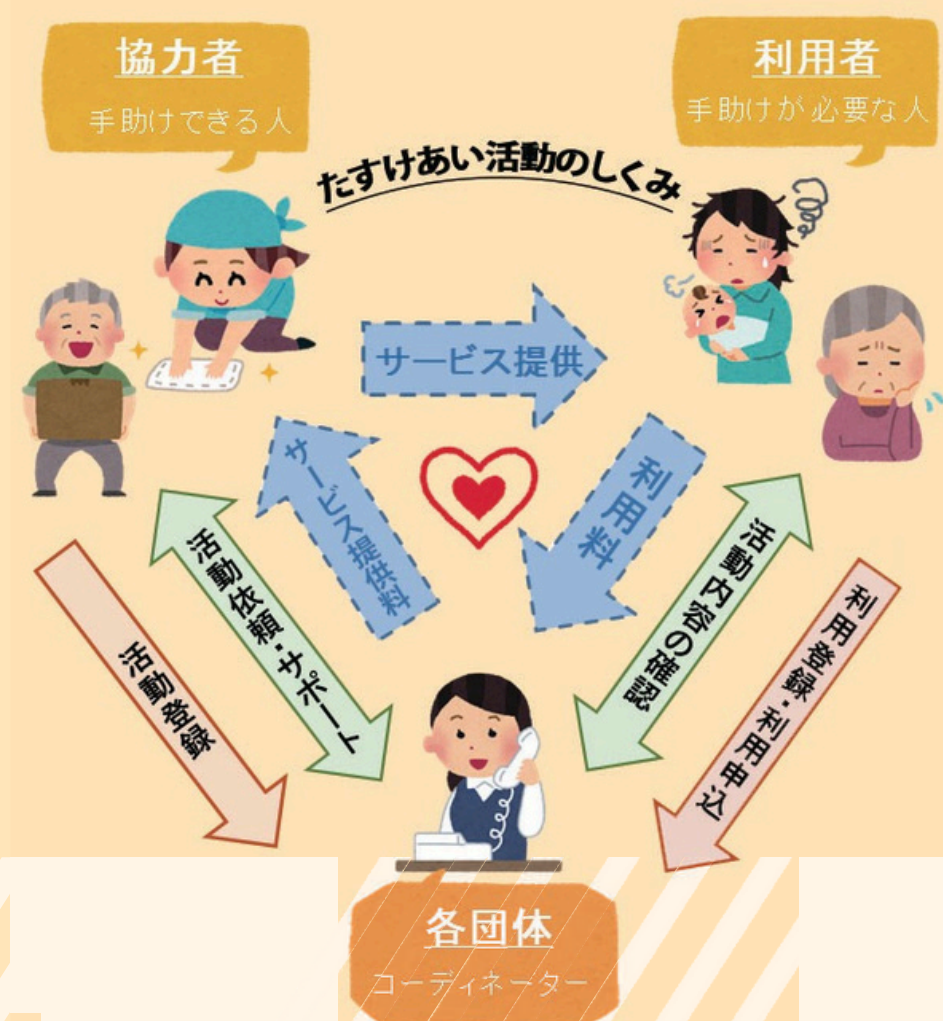 協力者
手助けできる人
利用者
手助けが必要な人
たすけあい活動のしくみ
サービス提供
サービス提供料
利用料
活動登録
活動依頼・サポート
活動内容の確認
利用登録・利用申込
各団体
コーディネーター